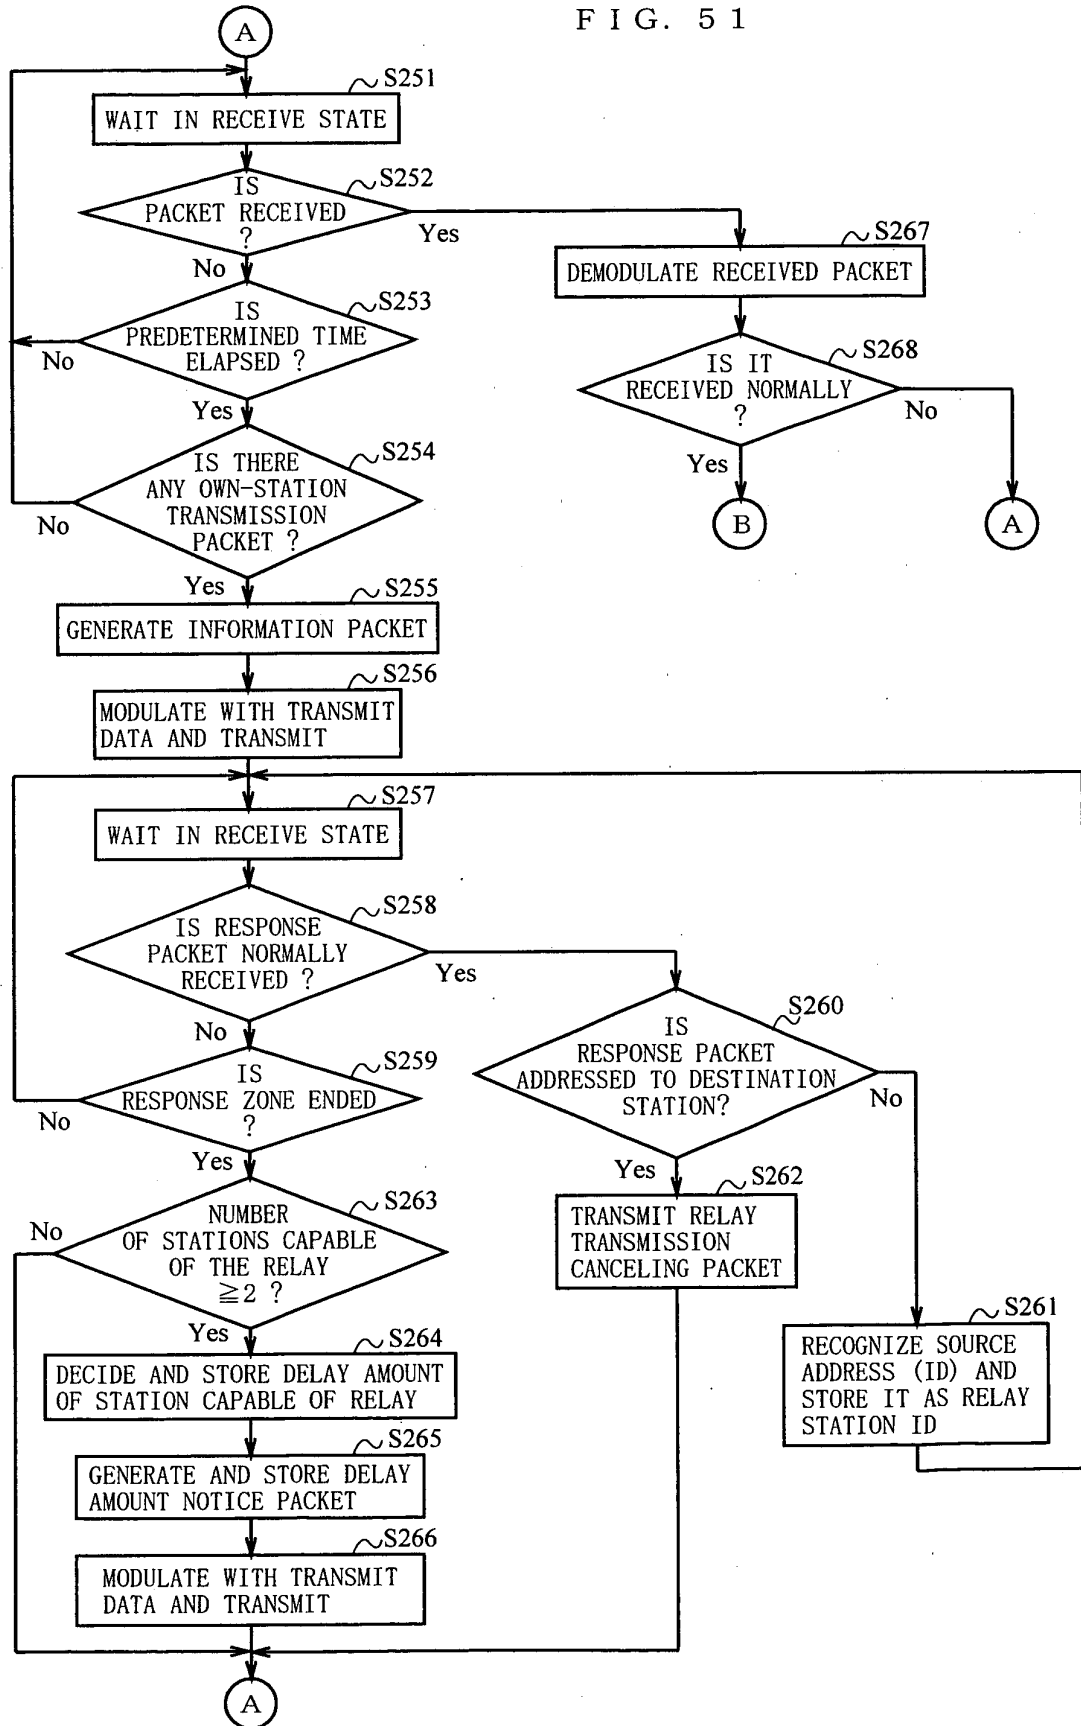 FIG. 51
A
S251
WAIT IN RECEIVE STATE
S252
IS
PACKET RECEIVED
?
Yes
No
S253
IS
PREDETERMINED TIME
ELAPSED ?
No
Yes
S254
IS THERE
ANY OWN-STATION
TRANSMISSION
PACKET ?
No
Yes
S255
GENERATE INFORMATION PACKET
S256
MODULATE WITH TRANSMIT
DATA AND TRANSMIT
S267
DEMODULATE RECEIVED PACKET
S268
IS IT
RECEIVED NORMALLY
?
No
Yes
B
A
S257
WAIT IN RECEIVE STATE
S258
IS RESPONSE
PACKET NORMALLY
RECEIVED ?
Yes
No
S259
IS
RESPONSE ZONE ENDED
?
No
Yes
S263
NUMBER
OF STATIONS CAPABLE
OF THE RELAY
≧2 ?
No
Yes
S264
DECIDE AND STORE DELAY AMOUNT
OF STATION CAPABLE OF RELAY
S265
GENERATE AND STORE DELAY
AMOUNT NOTICE PACKET
S266
MODULATE WITH TRANSMIT
DATA AND TRANSMIT
A
S260
IS
RESPONSE PACKET
ADDRESSED TO DESTINATION
STATION?
No
Yes
S262
TRANSMIT RELAY
TRANSMISSION
CANCELING PACKET
S261
RECOGNIZE SOURCE
ADDRESS (ID) AND
STORE IT AS RELAY
STATION ID